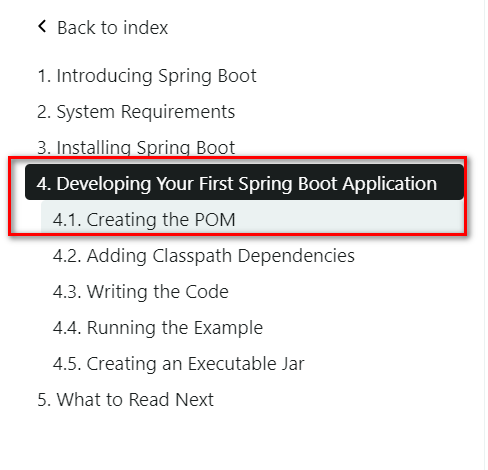 Back to index
1. Introducing Spring Boot
2. System Requirements
3. Installing Spring Boot
4. Developing Your First Spring Boot Application
4.1. Creating the POM
4.2. Adding Classpath Dependencies
4.3. Writing the Code
4.4. Running the Example
4.5. Creating an Executable Jar
5. What to Read Next